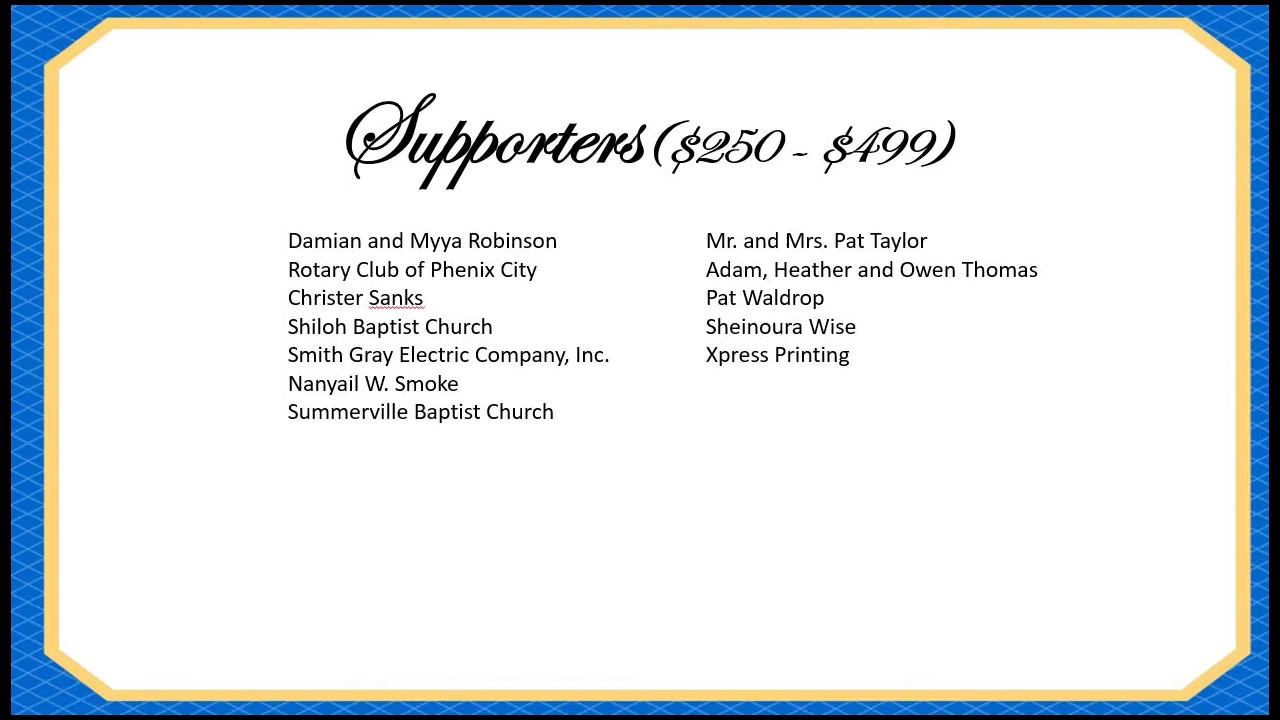 Supporters ($250 - $499)
Damian and Myya Robinson
Rotary Club of Phenix City
Christer Sanks
Shiloh Baptist Church
Smith Gray Electric Company, Inc.
Nanyail W. Smoke
Summerville Baptist Church
Mr. and Mrs. Pat Taylor
Adam, Heather and Owen Thomas
Pat Waldrop
Sheinoura Wise
Xpress Printing